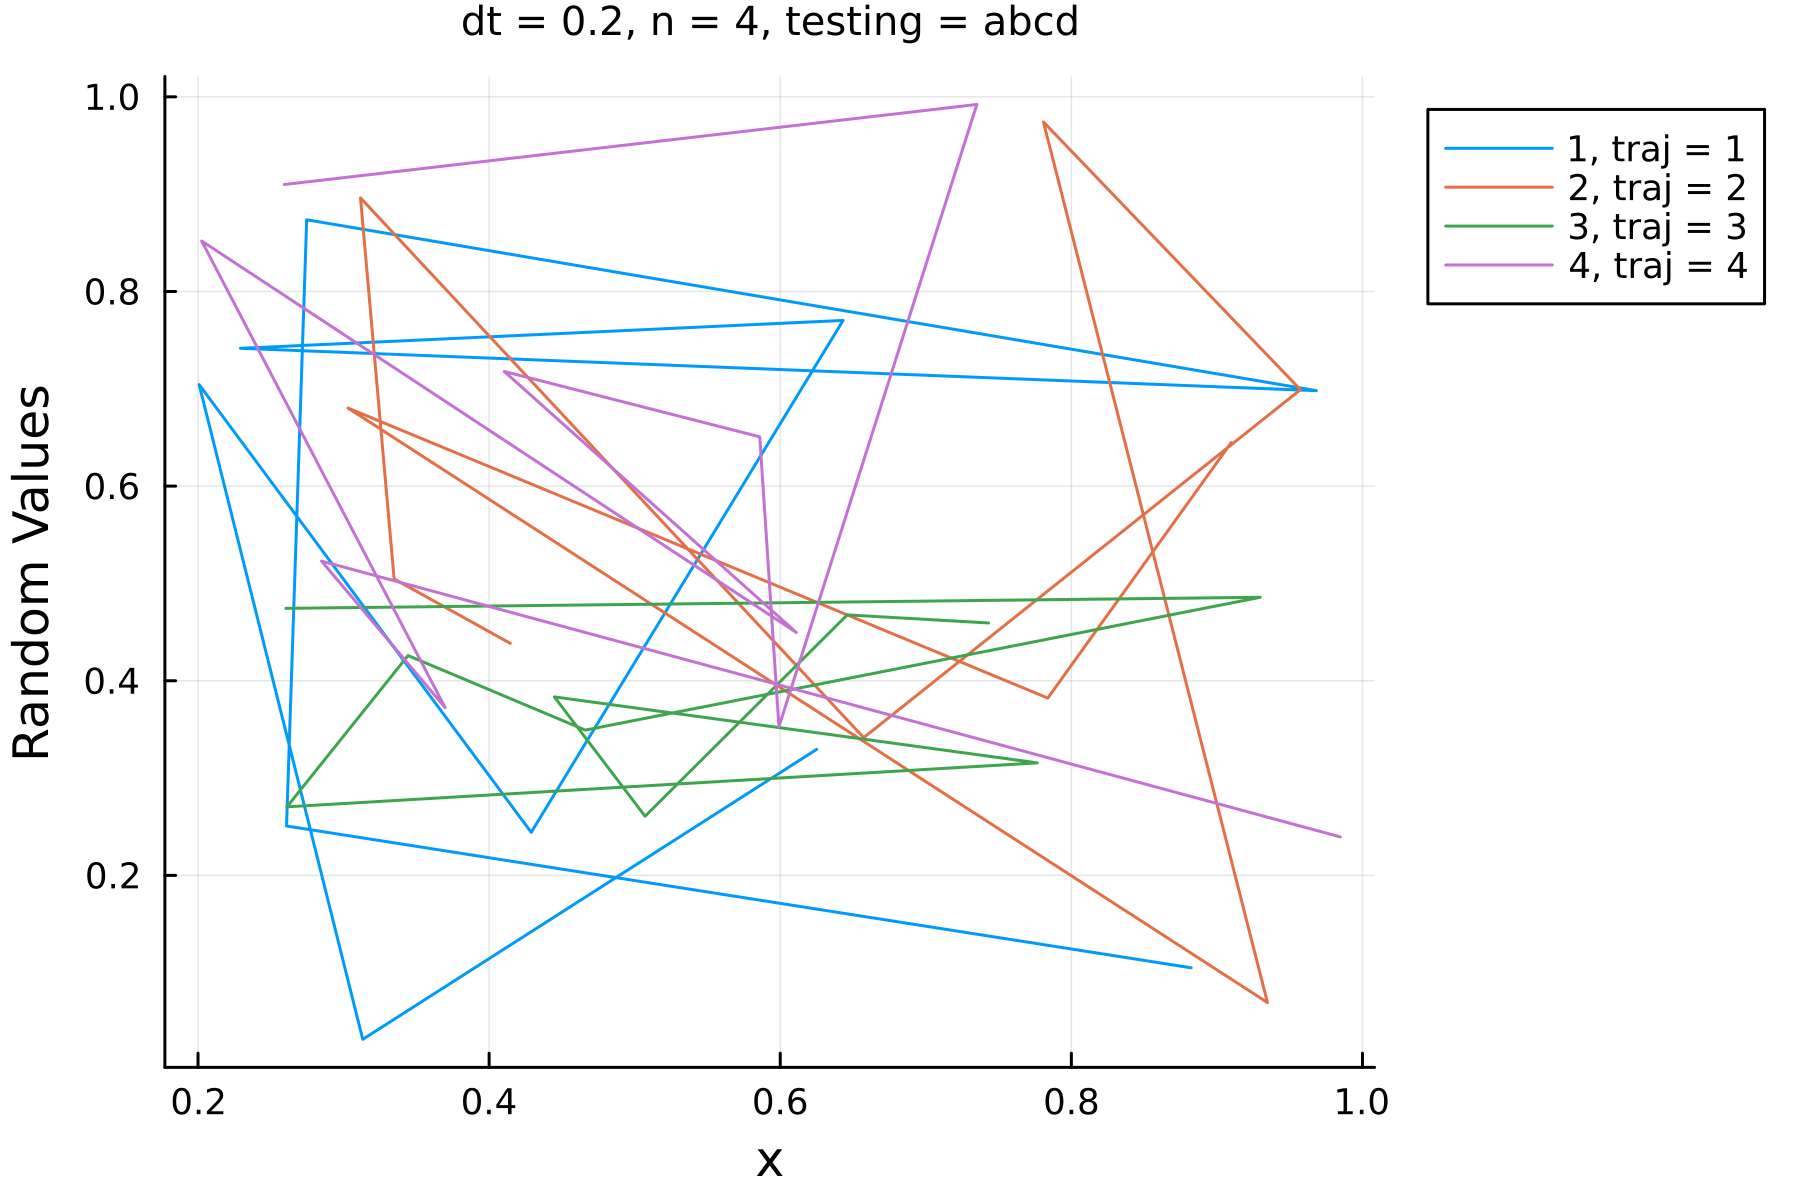 dt = 0.2, n = 4, testing = abcd
1.0
0.8
0.6
0.4
0.2
Random Values
0.2 0.4 0.6 0.8 1.0
x
1, traj = 1
2, traj = 2
3, traj = 3
4, traj = 4